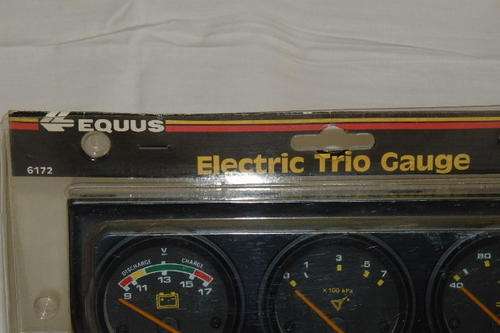 EQUUS
6172
Electric Trio Gauge
V
DISCHARGE CHARGE
9 11 13 15 17
1 3 5 7
x 100 kPa
40 80